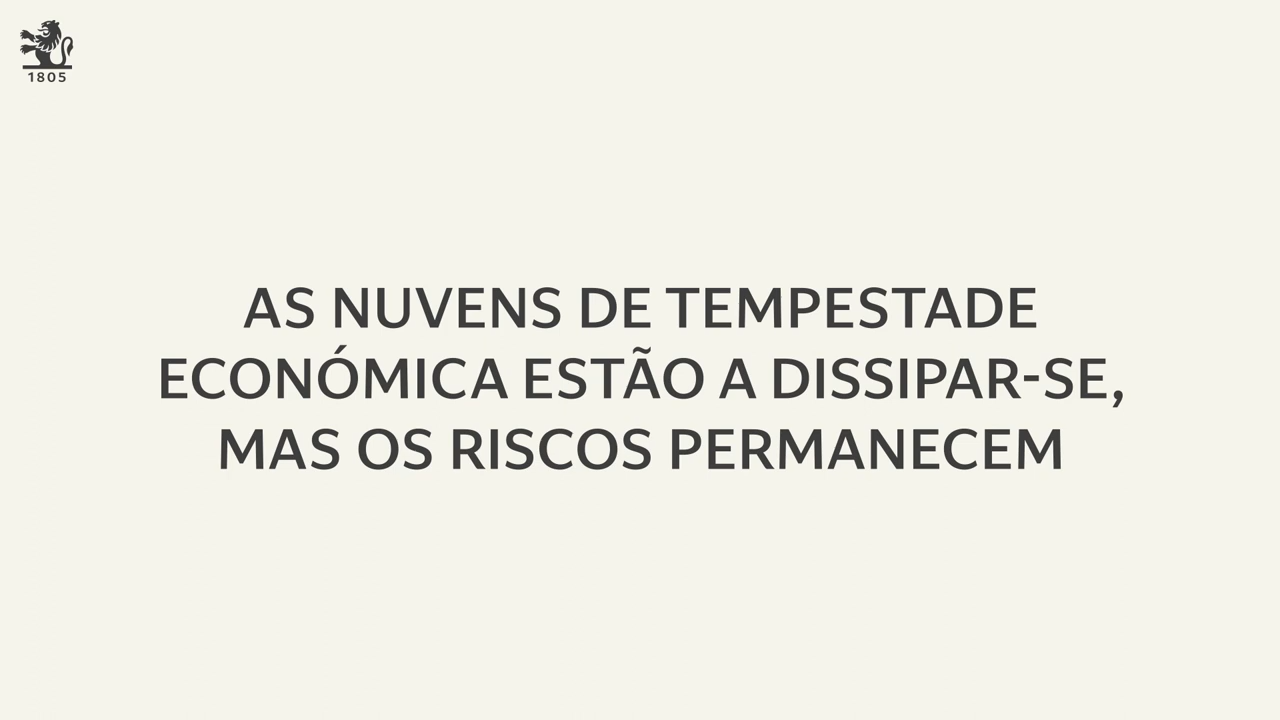 1805
AS NUVENS DE TEMPESTADE
ECONÓMICA ESTÃO A DISSIPAR-SE,
MAS OS RISCOS PERMANECEM